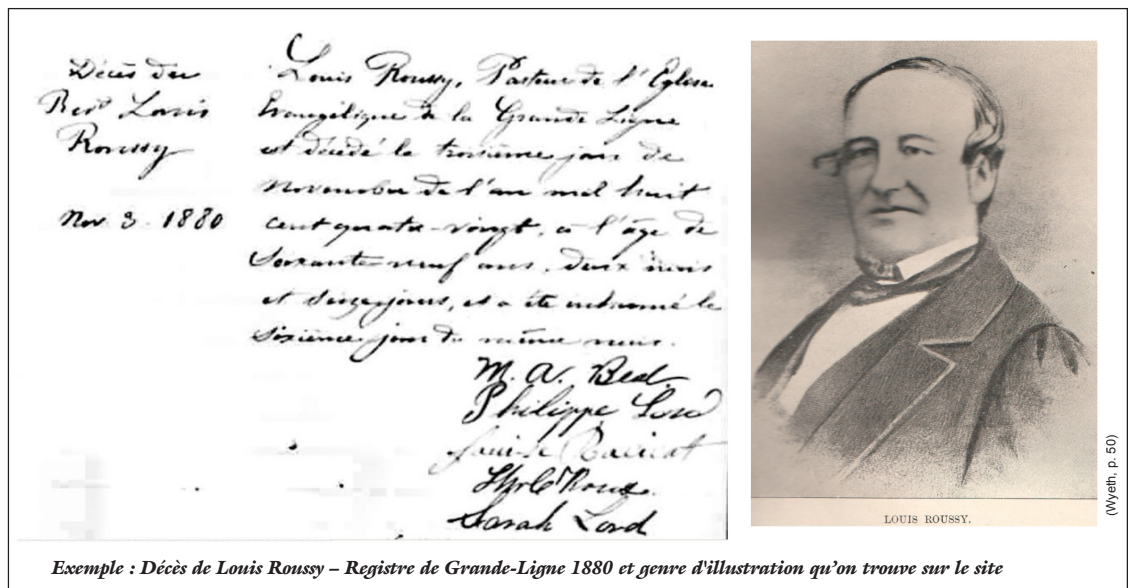 Décès du
Revd Louis
Roussy
Nov. 3 - 1880
Louis Roussy, Pasteur de l'Eglise
Evangélique de la Grande Ligne
est décédé le troisième jour de
Novembre de l'an mil huit
cent quatre-vingt, à l'âge de
Soixante-neuf ans, deux mois
et seize jours, et a été inhumé le
Sixième jour du même mois.
M. A. Best
Philippe Lord
Louise
Sarah Lord
LOUIS ROUSSY.
(Wyeth, p. 50)
Exemple : Décès de Louis Roussy – Registre de Grande-Ligne 1880 et genre d'illustration qu'on trouve sur le site